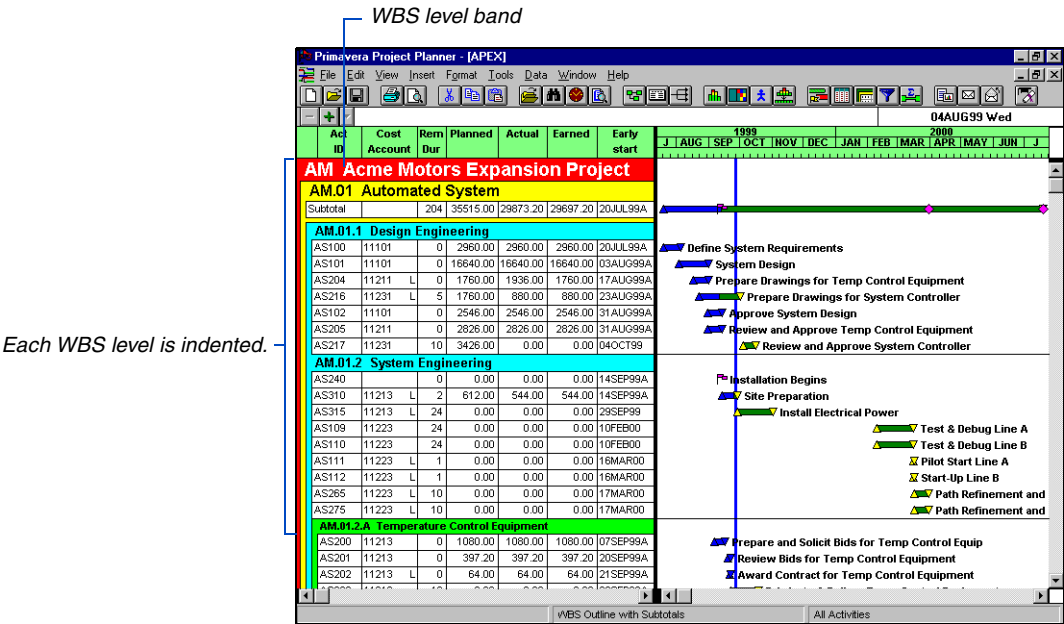 WBS level band
Primavera Project Planner - [APEX]
File Edit View Insert Format Tools Data Window Help
04AUG99 Wed
Act ID Cost Account Rem Dur Planned Actual Earned Early start
1999 2000
J AUG SEP OCT NOV DEC JAN FEB MAR APR MAY JUN J
AM Acme Motors Expansion Project
AM.01 Automated System
Subtotal 204 35515.00 29873.20 29697.20 20JUL99A
AM.01.1 Design Engineering
AS100 11101 0 2960.00 2960.00 2960.00 20JUL99A Define System Requirements
AS101 11101 0 16640.00 16640.00 16640.00 03AUG99A System Design
AS204 11211 L 0 1760.00 1936.00 1760.00 17AUG99A Prepare Drawings for Temp Control Equipment
AS216 11231 L 5 1760.00 880.00 880.00 23AUG99A Prepare Drawings for System Controller
AS102 11101 0 2546.00 2546.00 2546.00 31AUG99A Approve System Design
AS205 11211 0 2826.00 2826.00 2826.00 31AUG99A Review and Approve Temp Control Equipment
Each WBS level is indented.
AS217 11231 10 3426.00 0.00 0.00 04OCT99 Review and Approve System Controller
AM.01.2 System Engineering
AS240 0 0.00 0.00 0.00 14SEP99A Installation Begins
AS310 11213 L 2 612.00 544.00 544.00 14SEP99A Site Preparation
AS315 11213 L 24 0.00 0.00 0.00 29SEP99 Install Electrical Power
AS109 11223 24 0.00 0.00 0.00 10FEB00 Test & Debug Line A
AS110 11223 24 0.00 0.00 0.00 10FEB00 Test & Debug Line B
AS111 11223 L 1 0.00 0.00 0.00 16MAR00 Pilot Start Line A
AS112 11223 L 1 0.00 0.00 0.00 16MAR00 Start-Up Line B
AS265 11223 L 10 0.00 0.00 0.00 17MAR00 Path Refinement and
AS275 11223 L 10 0.00 0.00 0.00 17MAR00 Path Refinement and
AM.01.2.A Temperature Control Equipment
AS200 11213 0 1080.00 1080.00 1080.00 07SEP99A Prepare and Solicit Bids for Temp Control Equip
AS201 11213 0 397.20 397.20 397.20 20SEP99A Review Bids for Temp Control Equipment
AS202 11213 L 0 64.00 64.00 64.00 21SEP99A Award Contract for Temp Control Equipment
WBS Outline with Subtotals All Activities